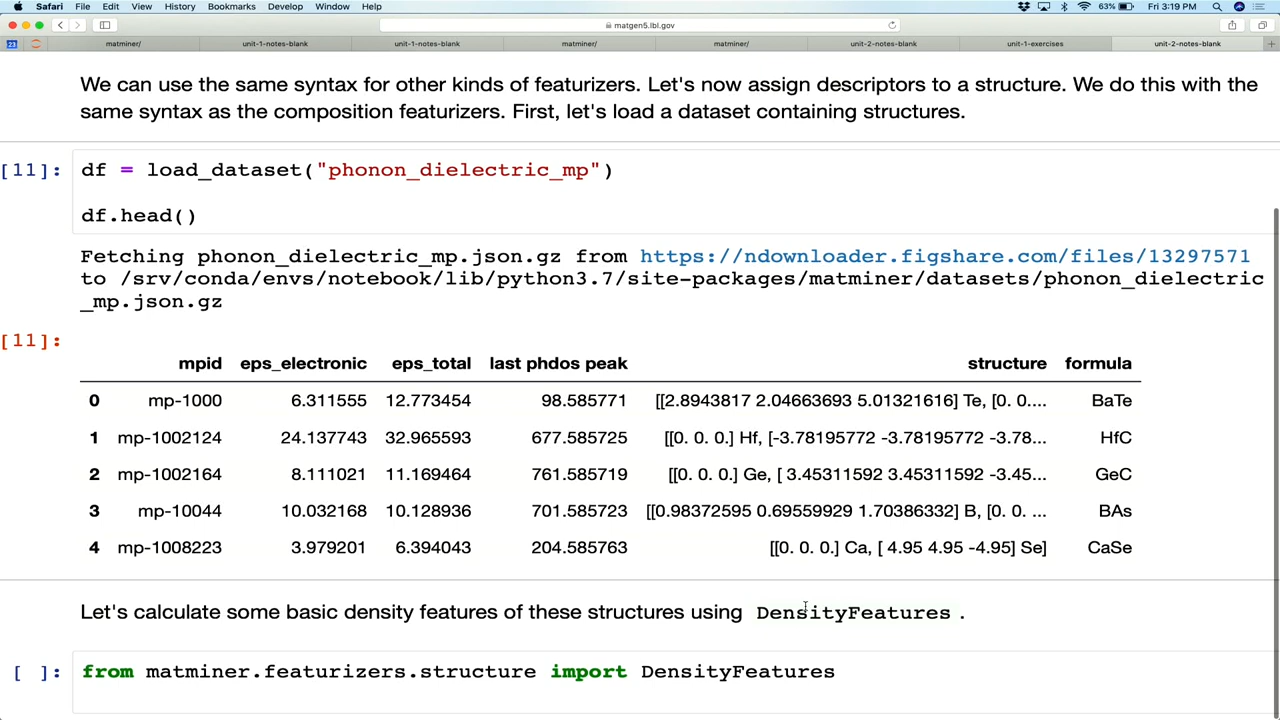 Safari File Edit View History Bookmarks Develop Window Help 63% Fri 3:19 PM
matgen5.lbl.gov
23 matminer/ unit-1-notes-blank unit-1-notes-blank matminer/ matminer/ unit-2-notes-blank unit-1-exercises unit-2-notes-blank +
We can use the same syntax for other kinds of featurizers. Let's now assign descriptors to a structure. We do this with the
same syntax as the composition featurizers. First, let's load a dataset containing structures.
[11]: df = load_dataset("phonon_dielectric_mp")
df.head()
Fetching phonon_dielectric_mp.json.gz from https://ndownloader.figshare.com/files/13297571
to /srv/conda/envs/notebook/lib/python3.7/site-packages/matminer/datasets/phonon_dielectric
_mp.json.gz
[11]:
mpid eps_electronic eps_total last phdos peak structure formula
0 mp-1000 6.311555 12.773454 98.585771 [[2.8943817 2.04663693 5.01321616] Te, [0. 0.... BaTe
1 mp-1002124 24.137743 32.965593 677.585725 [[0. 0. 0.] Hf, [-3.78195772 -3.78195772 -3.78... HfC
2 mp-1002164 8.111021 11.169464 761.585719 [[0. 0. 0.] Ge, [ 3.45311592 3.45311592 -3.45... GeC
3 mp-10044 10.032168 10.128936 701.585723 [[0.98372595 0.69559929 1.70386332] B, [0. 0. ... BAs
4 mp-1008223 3.979201 6.394043 204.585763 [[0. 0. 0.] Ca, [ 4.95 4.95 -4.95] Se] CaSe
Let's calculate some basic density features of these structures using DensityFeatures .
[ ]: from matminer.featurizers.structure import DensityFeatures